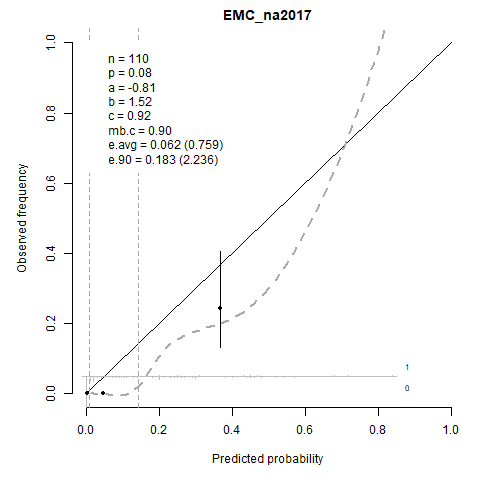 EMC_na2017
n = 110
p = 0.08
a = -0.81
b = 1.52
c = 0.92
mb.c = 0.90
e.avg = 0.062 (0.759)
e.90 = 0.183 (2.236)
Observed frequency
1.0
0.8
0.6
0.4
0.2
0.0
1
0
0.0 0.2 0.4 0.6 0.8 1.0
Predicted probability